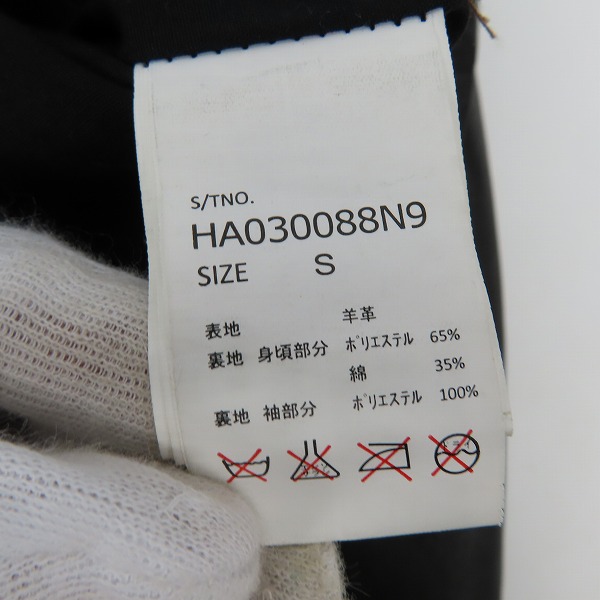 S/TNO.
HA030088N9
SIZE S
表地 羊革
裏地 身頃部分 ﾎﾟﾘｴｽﾃﾙ 65%
綿 35%
裏地 袖部分 ﾎﾟﾘｴｽﾃﾙ 100%